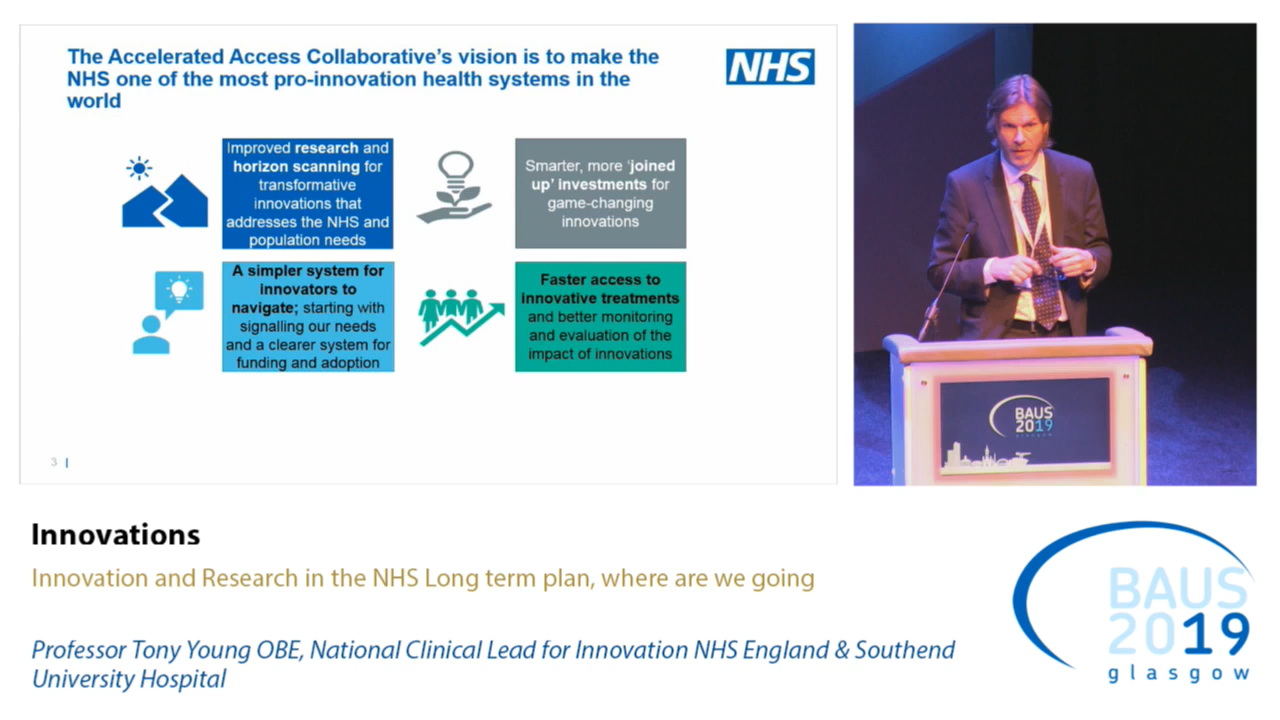 The Accelerated Access Collaborative's vision is to make the
NHS one of the most pro-innovation health systems in the
world
NHS
Improved research and
horizon scanning for
transformative
innovations that
addresses the NHS and
population needs
Smarter, more 'joined
up' investments for
game-changing
innovations
A simpler system for
innovators to
navigate; starting with
signalling our needs
and a clearer system for
funding and adoption
Faster access to
innovative treatments
and better monitoring
and evaluation of the
impact of innovations
3 |
BAUS
2019
glasgow
Innovations
Innovation and Research in the NHS Long term plan, where are we going
Professor Tony Young OBE, National Clinical Lead for Innovation NHS England & Southend
University Hospital
BAUS
2019
glasgow